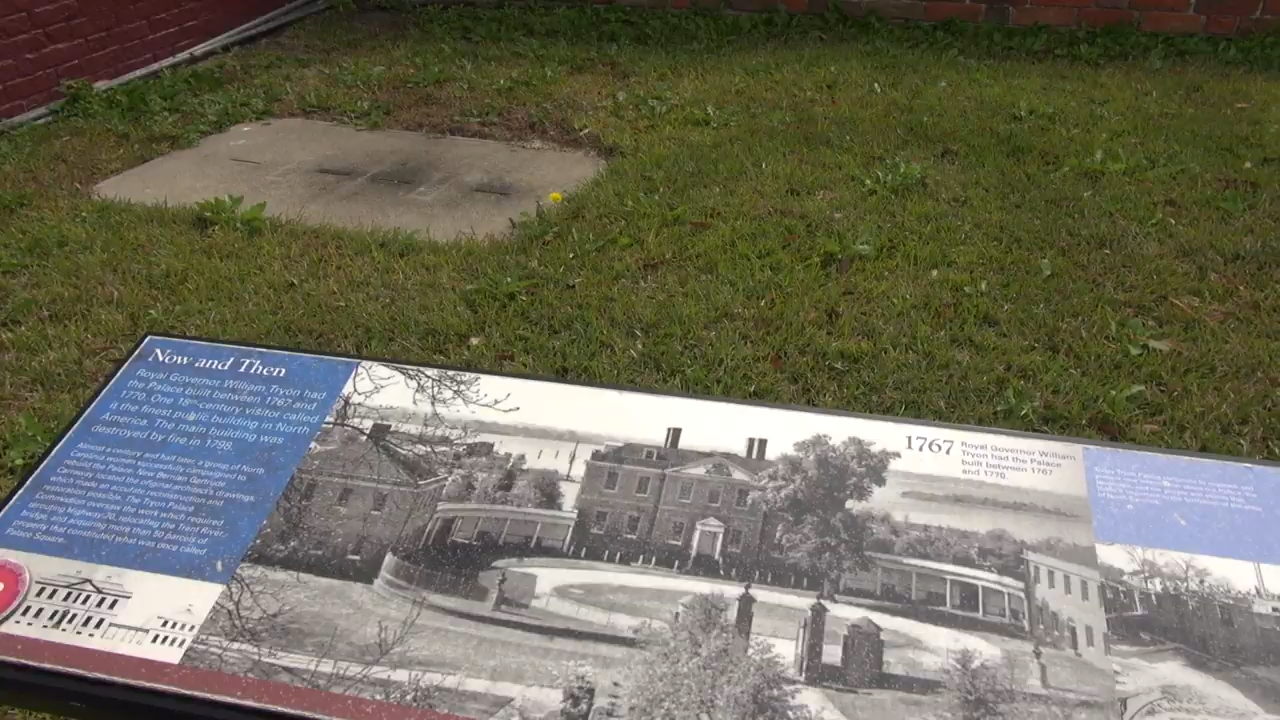 Now and Then
Royal Governor William Tryon had
the Palace built between 1767 and
1770. One 18th-century visitor called
it the finest public building in North
America. The main building was
destroyed by fire in 1798.
Almost a century and half later, a group of North
Carolina women successfully campaigned to
rebuild the Palace. New Bernian Gertrude
Carraway located the original architect's drawings,
which made an accurate reconstruction and
restoration possible. The Tryon Palace
Commission oversaw the work which required
rerouting Highway 70, relocating the Trent River
bridge, and acquiring more than 50 parcels of
property that constituted what was once called
Palace Square.
1767
Royal Governor William
Tryon had the Palace
built between 1767
and 1770.